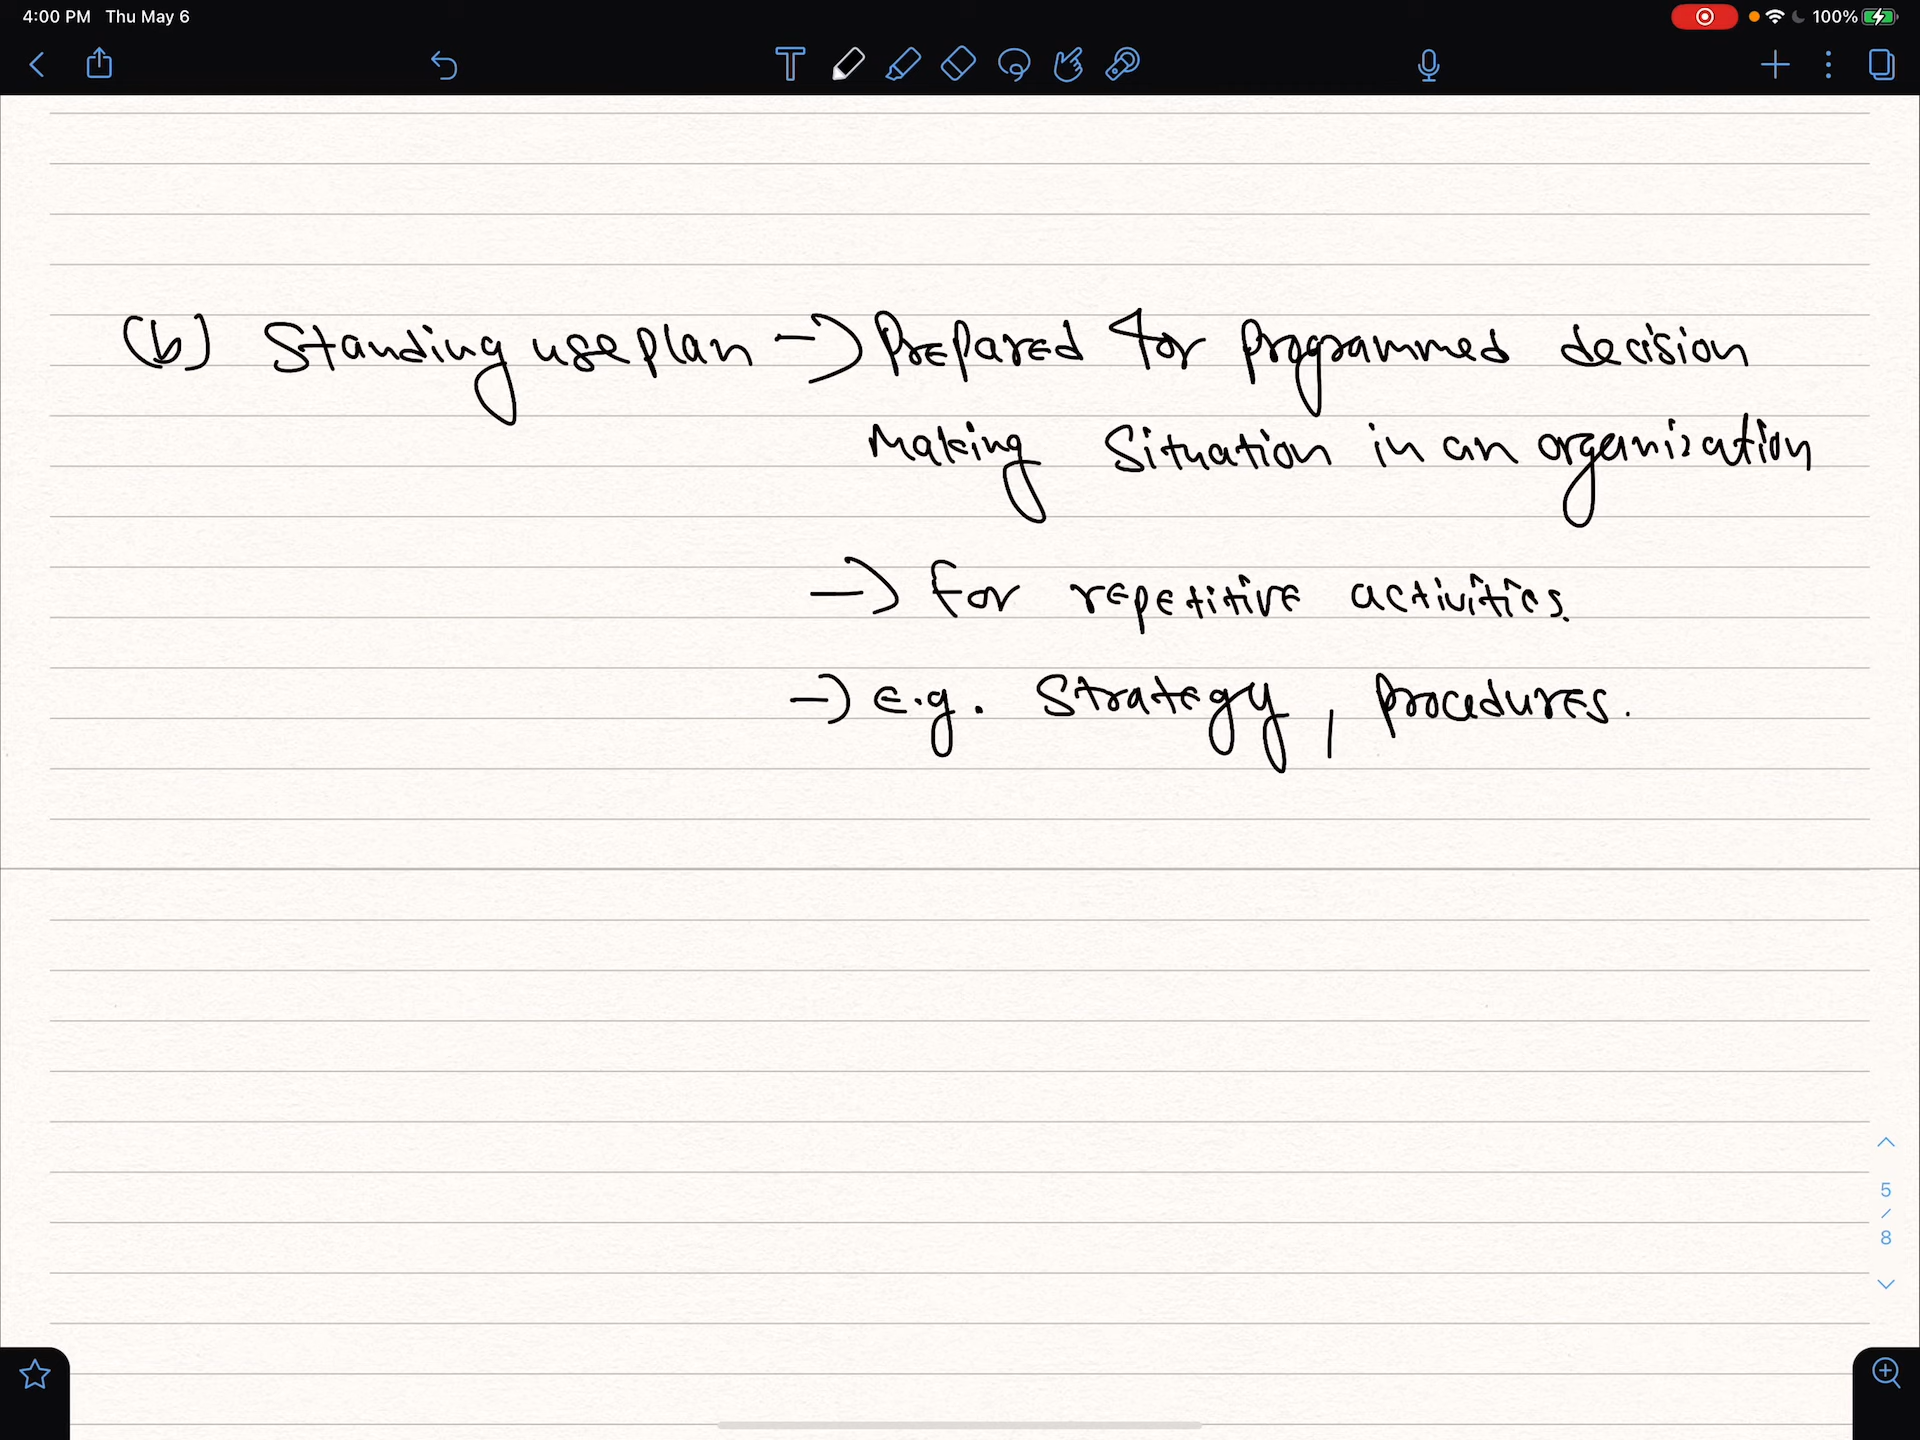 4:00 PM Thu May 6
100%
(b) Standing use plan → Prepared for programmed decision
Making Situation in an organization
→ for repetitive activities.
→ e.g. Strategy, procedures.
5
/
8